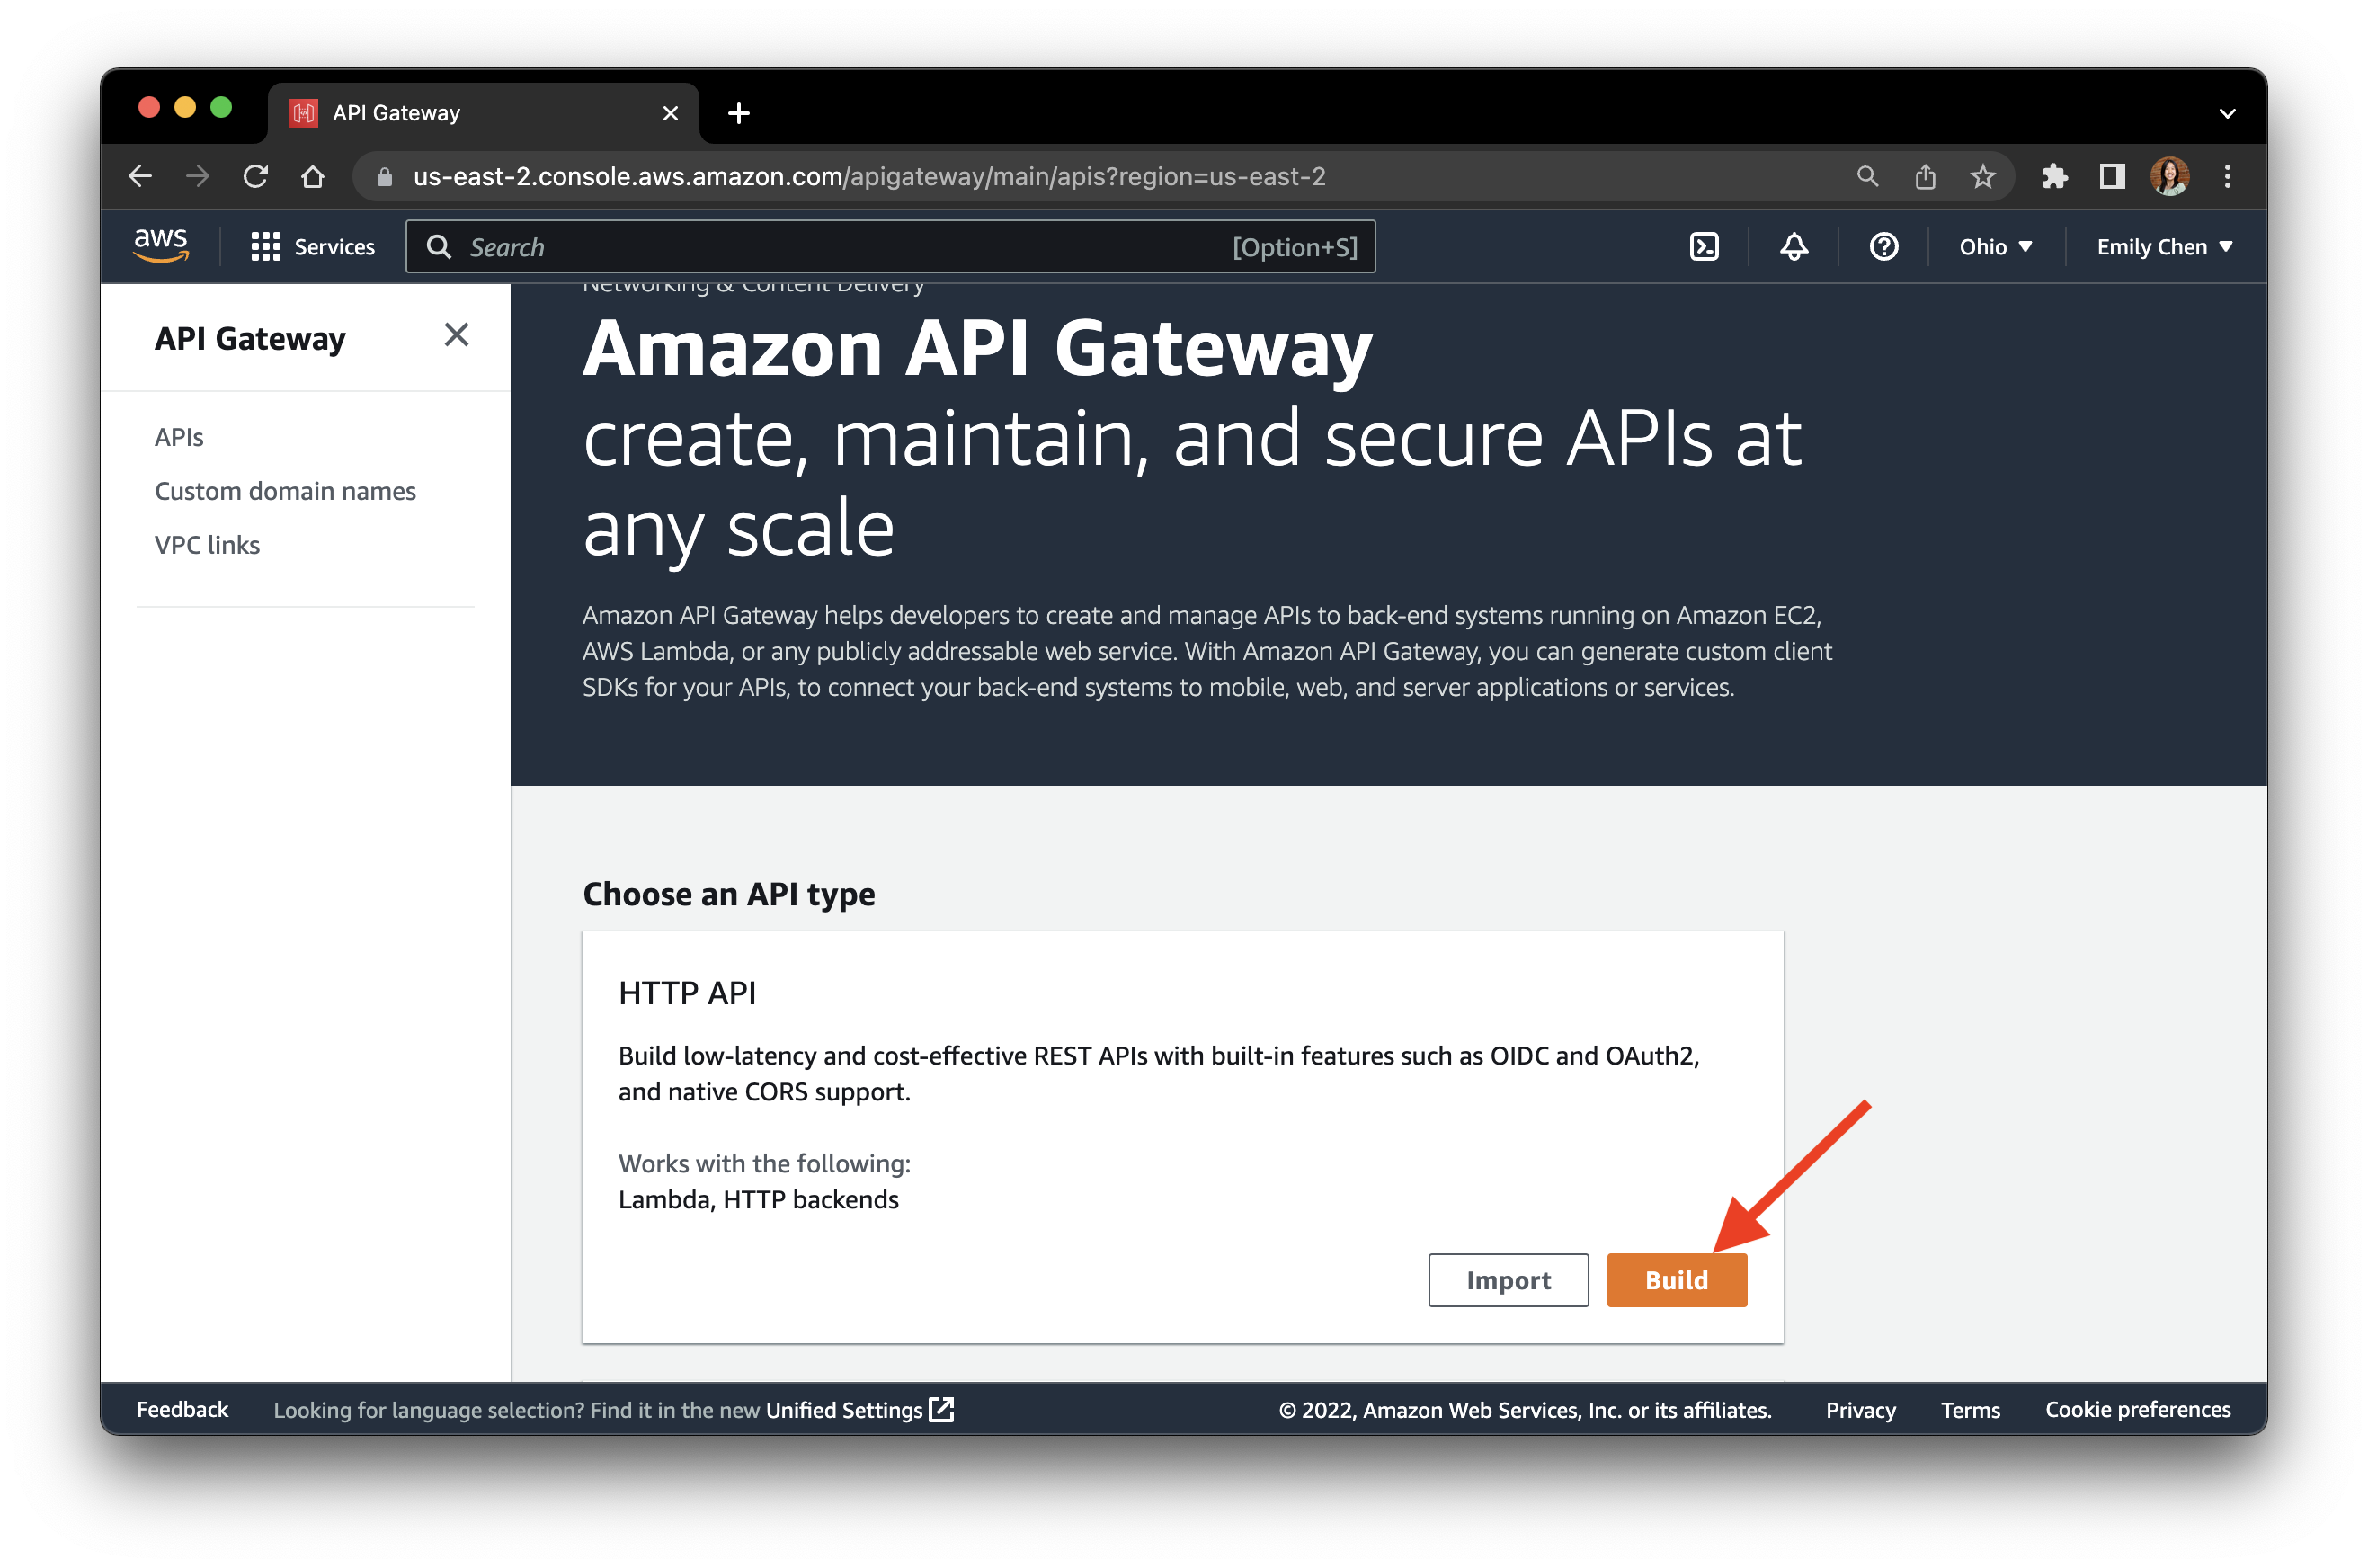 API Gateway
us-east-2.console.aws.amazon.com/apigateway/main/apis?region=us-east-2
aws
Services
Search
[Option+S]
Ohio
Emily Chen
API Gateway
APIs
Custom domain names
VPC links
Networking & Content Delivery
Amazon API Gateway
create, maintain, and secure APIs at
any scale
Amazon API Gateway helps developers to create and manage APIs to back-end systems running on Amazon EC2,
AWS Lambda, or any publicly addressable web service. With Amazon API Gateway, you can generate custom client
SDKs for your APIs, to connect your back-end systems to mobile, web, and server applications or services.
Choose an API type
HTTP API
Build low-latency and cost-effective REST APIs with built-in features such as OIDC and OAuth2,
and native CORS support.
Works with the following:
Lambda, HTTP backends
Import
Build
Feedback
Looking for language selection? Find it in the new Unified Settings
© 2022, Amazon Web Services, Inc. or its affiliates.
Privacy
Terms
Cookie preferences